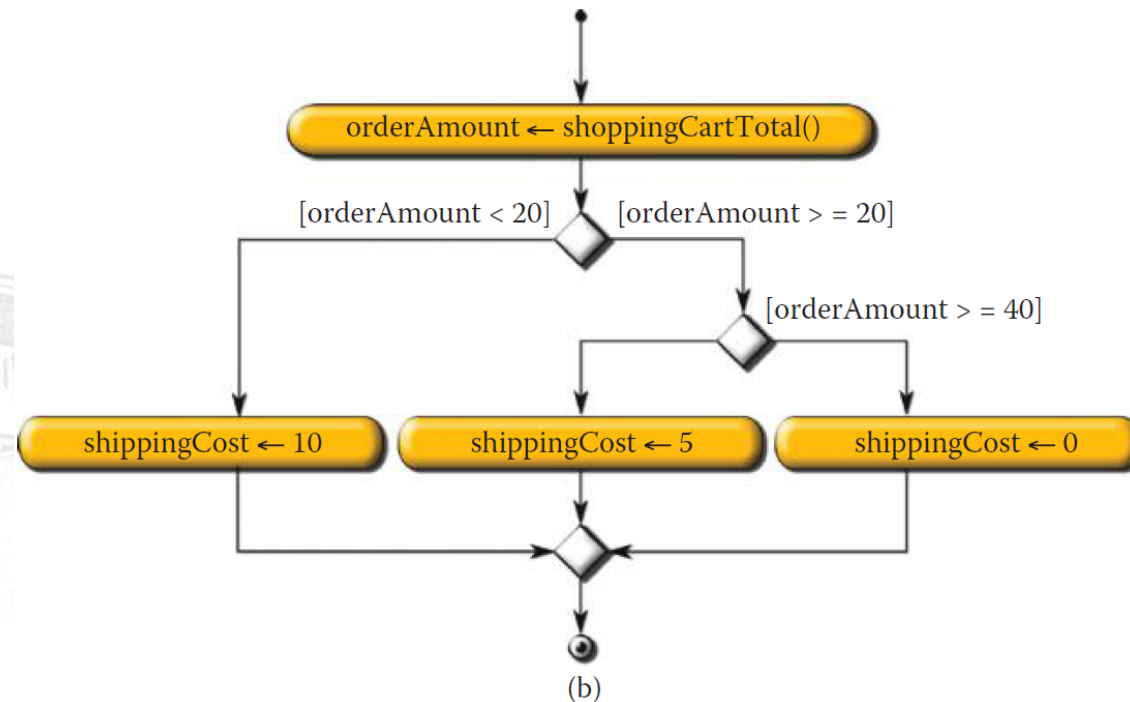 orderAmount ← shoppingCartTotal()
[orderAmount < 20]
[orderAmount > = 20]
[orderAmount > = 40]
shippingCost ← 10
shippingCost ← 5
shippingCost ← 0
(b)